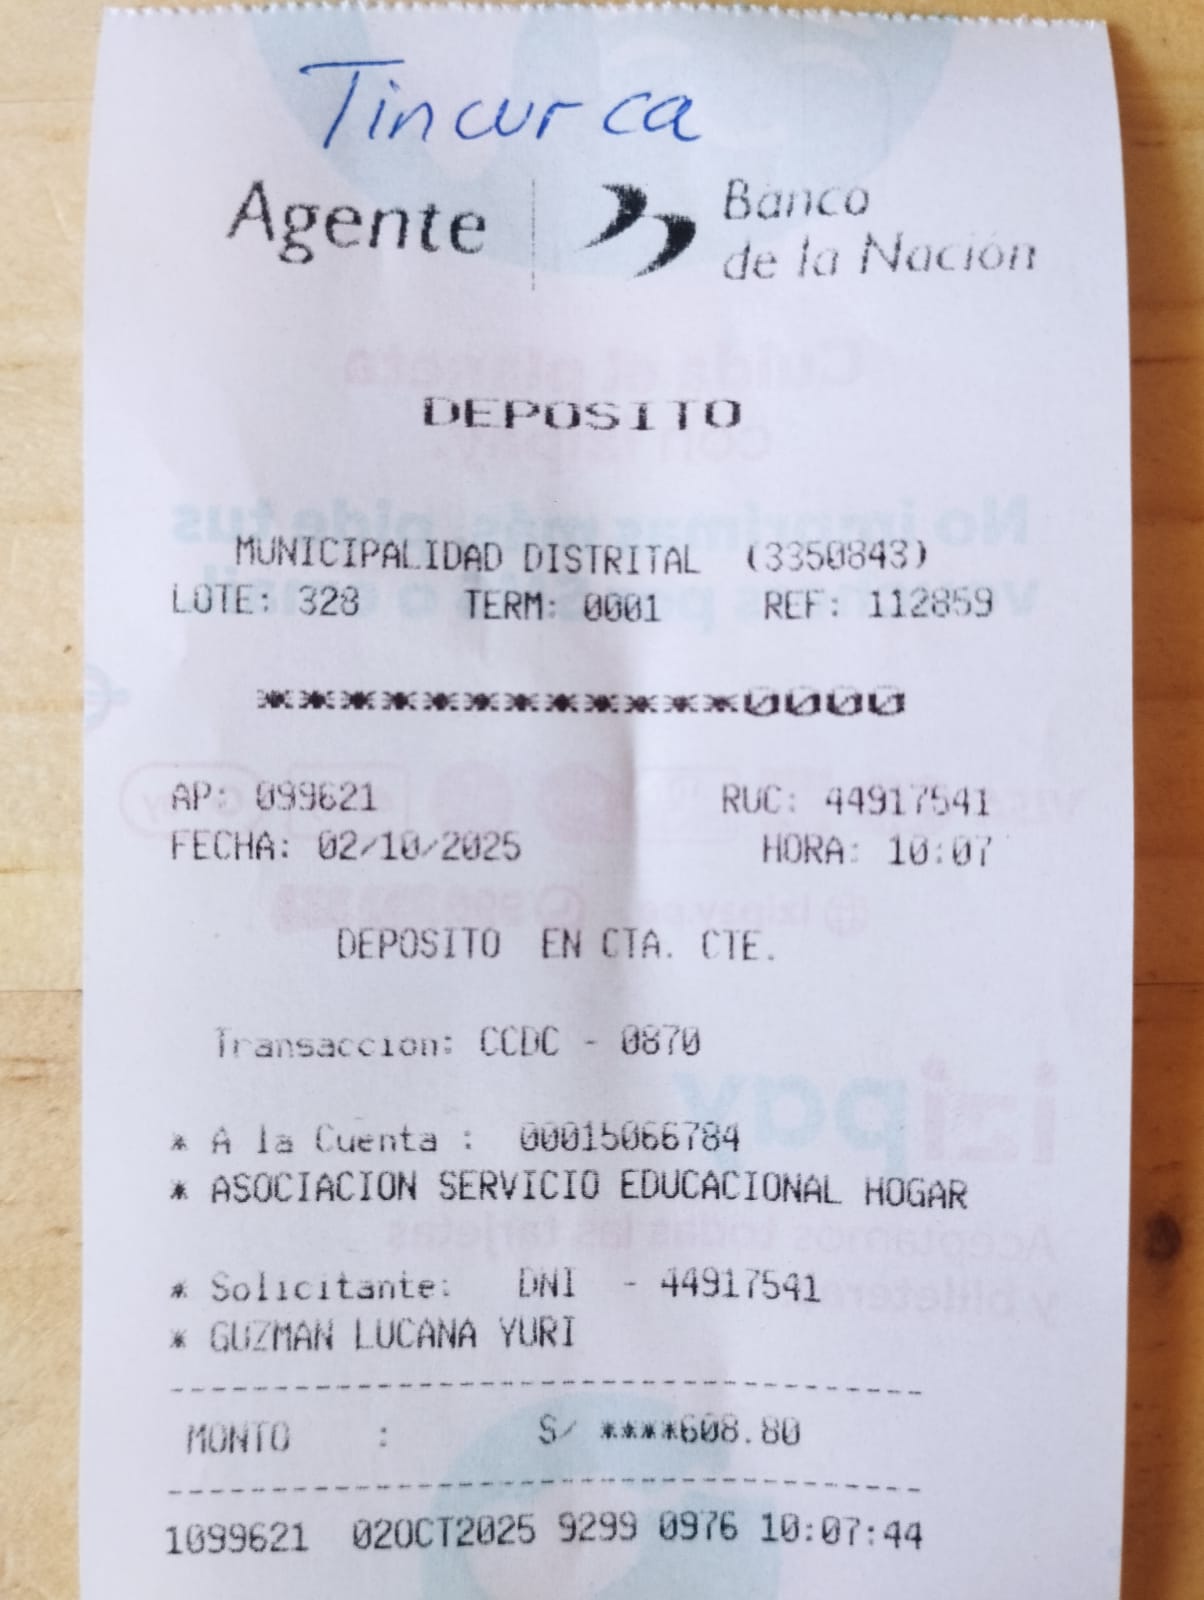 Tincurca
Agente Banco de la Nación
DEPOSITO
MUNICIPALIDAD DISTRITAL (3350843)
LOTE: 328 TERM: 0001 REF: 112859
************0000
AP: 099621 RUC: 44917541
FECHA: 02/10/2025 HORA: 10:07
DEPOSITO EN CTA. CTE.
Transaccion: CCDC - 0870
* A la Cuenta : 00015066784
* ASOCIACION SERVICIO EDUCACIONAL HOGAR
* Solicitante: DNI - 44917541
* GUZMAN LUCANA YURI
MONTO : S/ ****608.80
1099621 02OCT2025 9299 0976 10:07:44